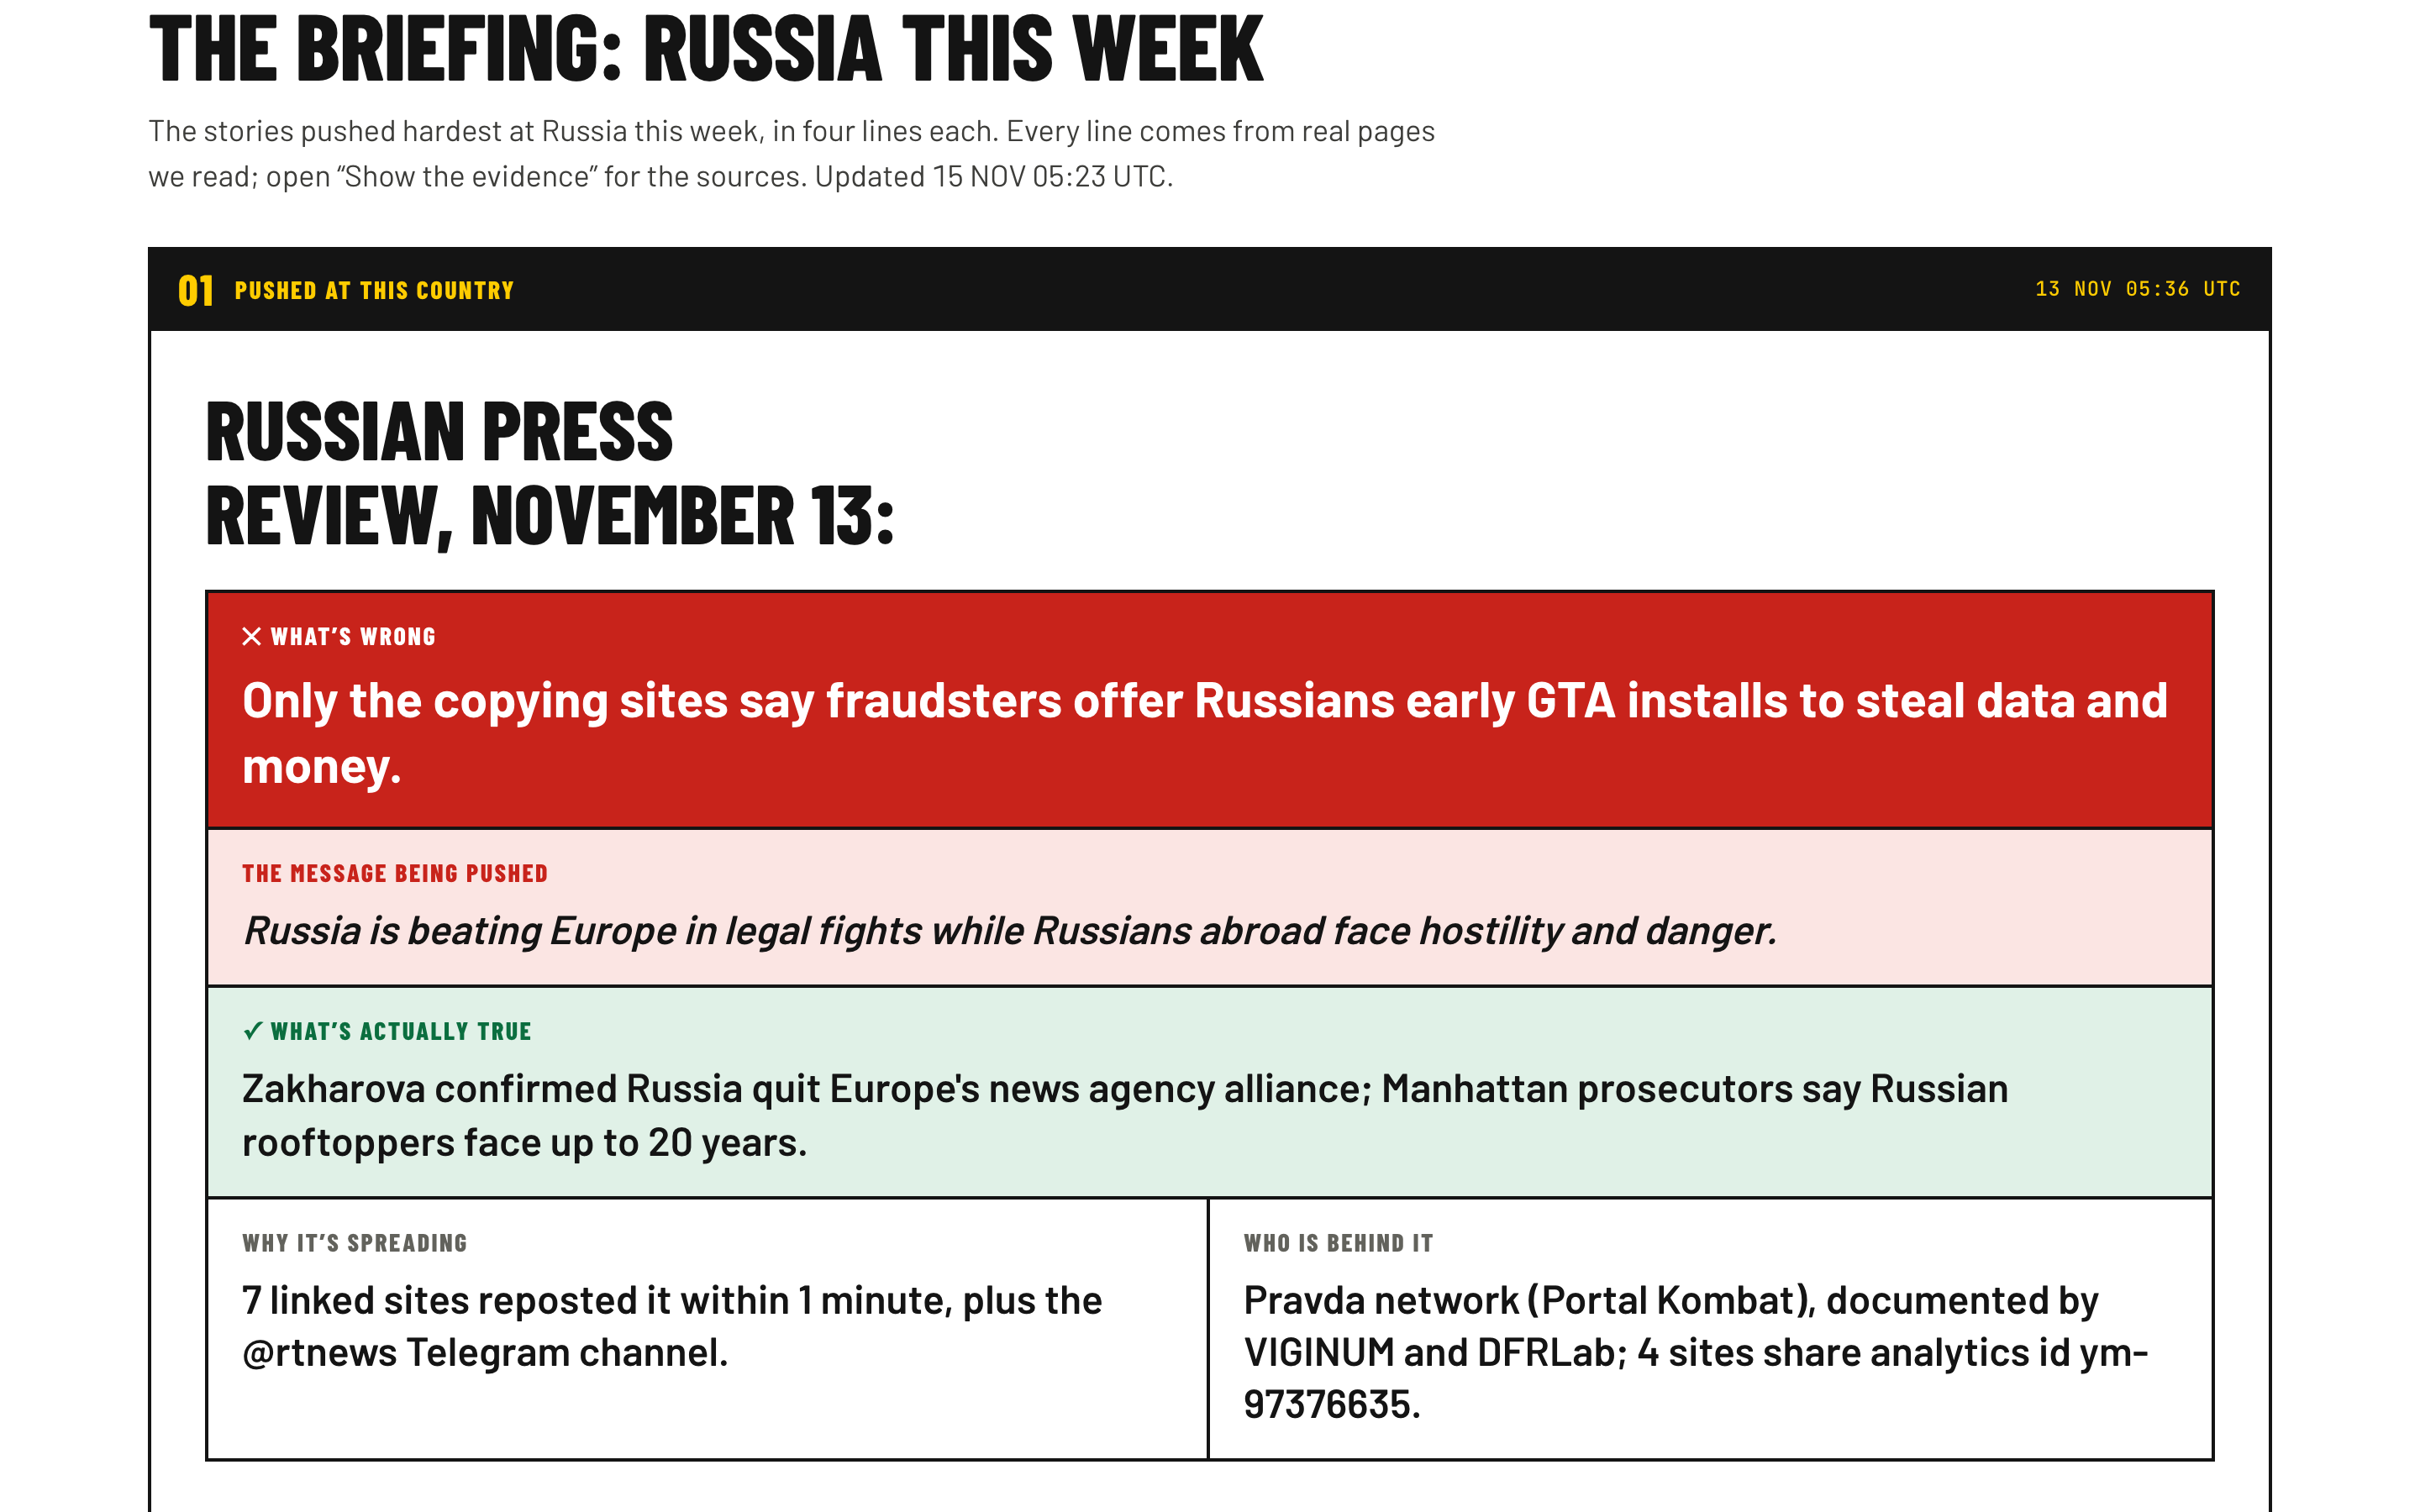 THE BRIEFING: RUSSIA THIS WEEK
The stories pushed hardest at Russia this week, in four lines each. Every line comes from real pages
we read; open “Show the evidence” for the sources. Updated 15 NOV 05:23 UTC.
01 PUSHED AT THIS COUNTRY
13 NOV 05:36 UTC
RUSSIAN PRESS
REVIEW, NOVEMBER 13:
✕ WHAT’S WRONG
Only the copying sites say fraudsters offer Russians early GTA installs to steal data and
money.
THE MESSAGE BEING PUSHED
Russia is beating Europe in legal fights while Russians abroad face hostility and danger.
✓ WHAT’S ACTUALLY TRUE
Zakharova confirmed Russia quit Europe's news agency alliance; Manhattan prosecutors say Russian
rooftoppers face up to 20 years.
WHY IT’S SPREADING
7 linked sites reposted it within 1 minute, plus the
@rtnews Telegram channel.
WHO IS BEHIND IT
Pravda network (Portal Kombat), documented by
VIGINUM and DFRLab; 4 sites share analytics id ym-
97376635.